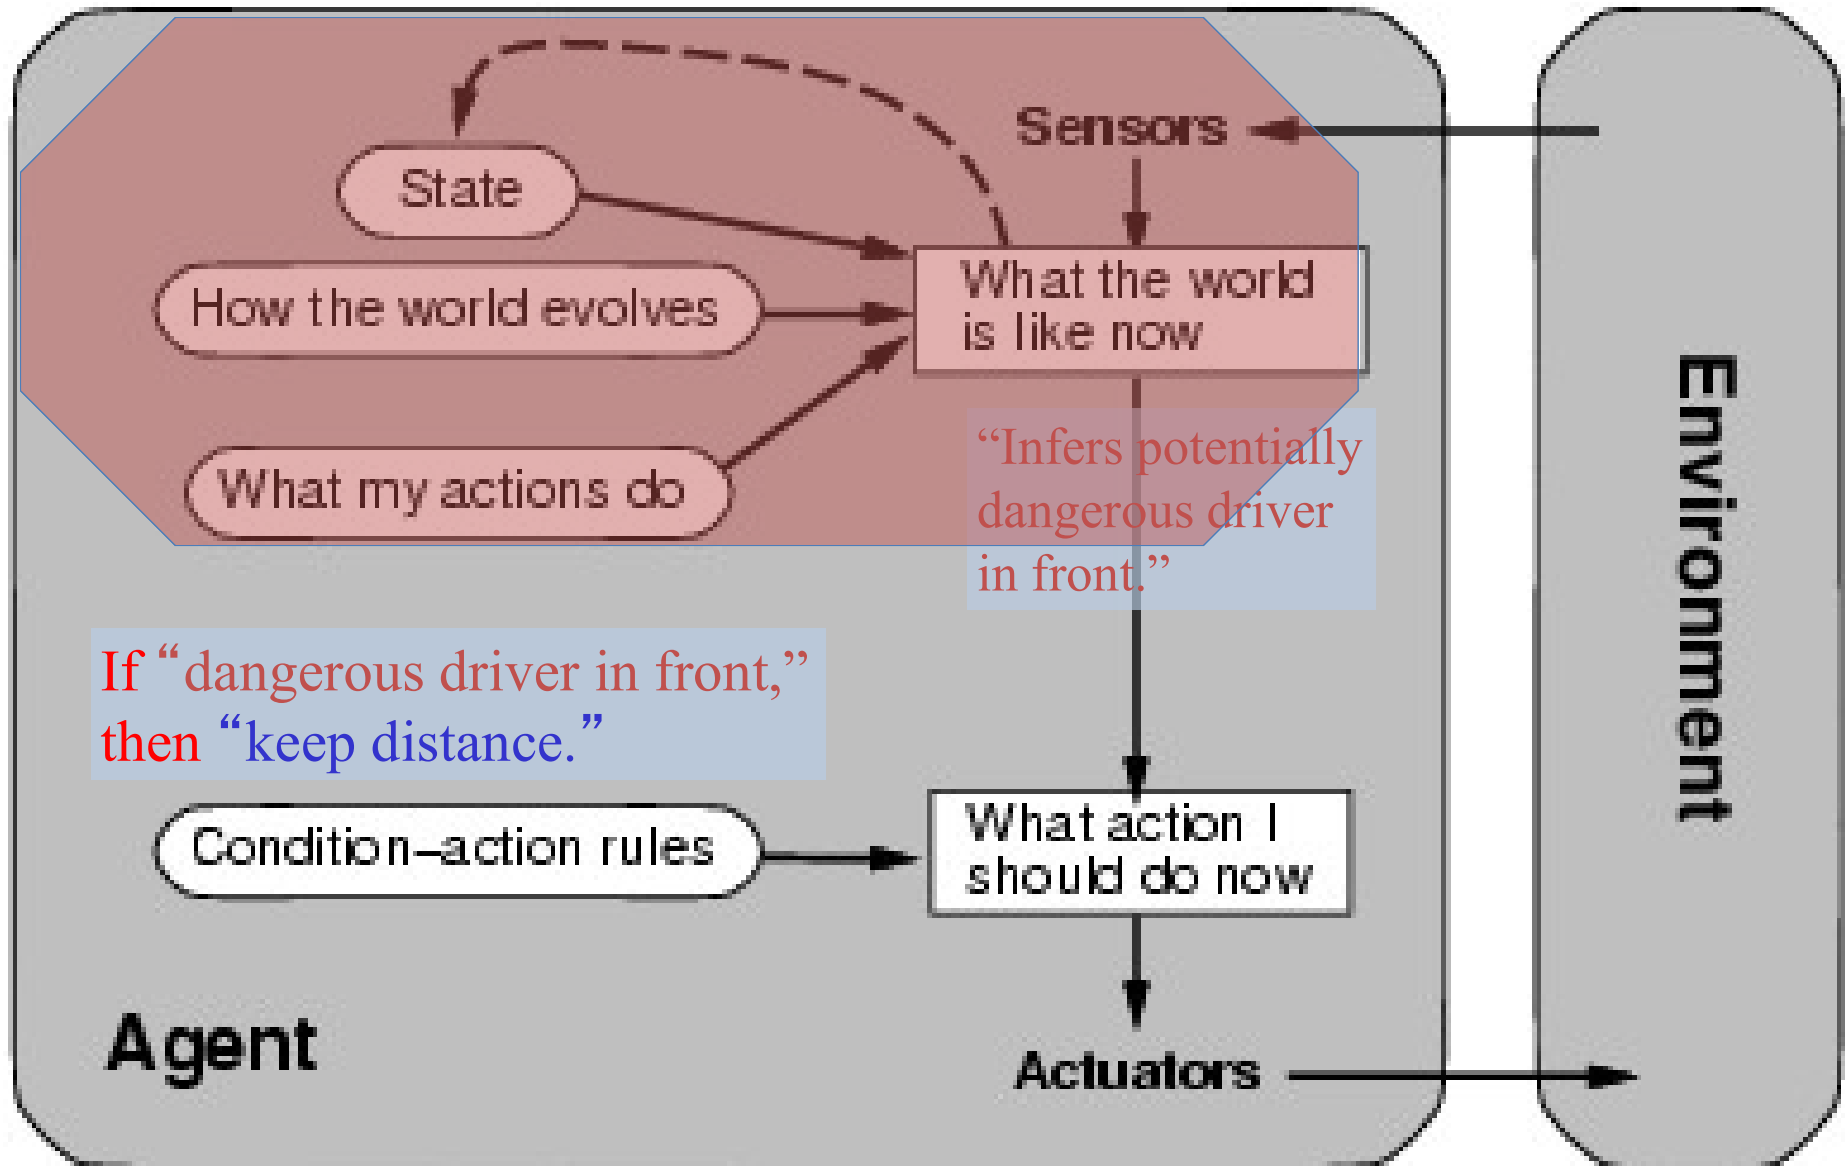 Sensors
State
How the world evolves
What the world
is like now
What my actions do
“Infers potentially
dangerous driver
in front.”
If “dangerous driver in front,”
then “keep distance.”
Condition–action rules
What action I
should do now
Agent
Actuators
Environment